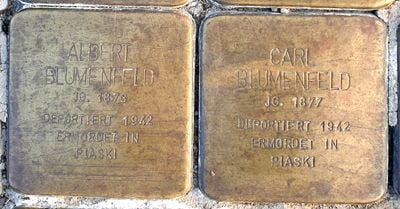 ALBERT
BLUMENFELD
JG. 1873
DEPORTIERT 1942
ERMORDET IN
PIASKI
CARL
BLUMENFELD
JG. 1877
DEPORTIERT 1942
ERMORDET IN
PIASKI